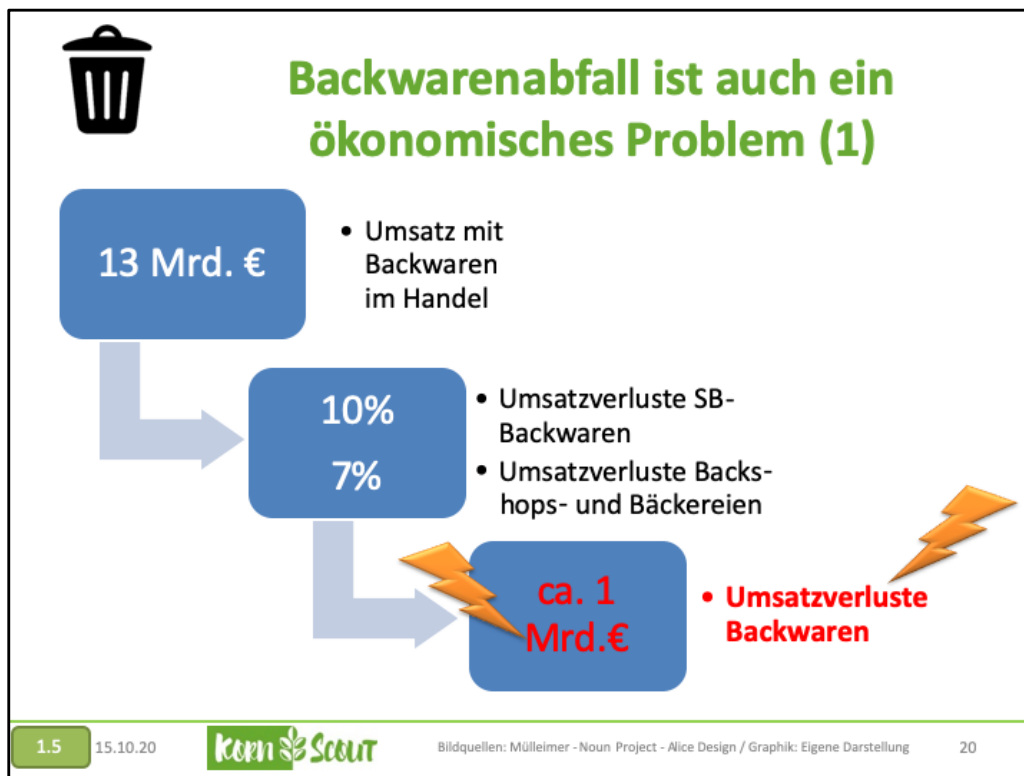 Backwarenabfall ist auch ein
ökonomisches Problem (1)
13 Mrd. €
• Umsatz mit
Backwaren
im Handel
10%
7%
• Umsatzverluste SB-
Backwaren
• Umsatzverluste Backs-
hops- und Bäckereien
ca. 1
Mrd.€
• Umsatzverluste
Backwaren
1.5
15.10.20
Korn Scout
Bildquellen: Mülleimer - Noun Project - Alice Design / Graphik: Eigene Darstellung
20